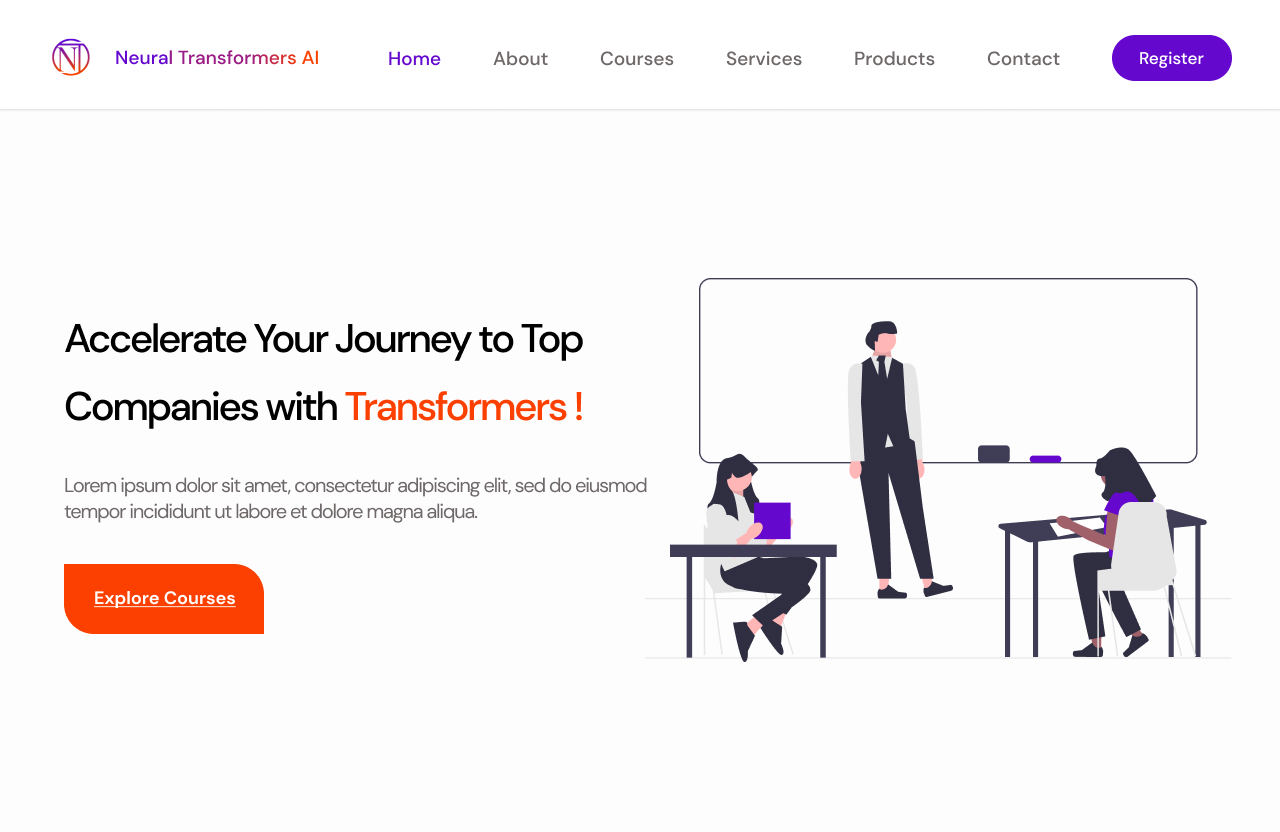 Neural Transformers AI
Home
About
Courses
Services
Products
Contact
Register
Accelerate Your Journey to Top
Companies with Transformers !
Lorem ipsum dolor sit amet, consectetur adipiscing elit, sed do eiusmod
tempor incididunt ut labore et dolore magna aliqua.
Explore Courses